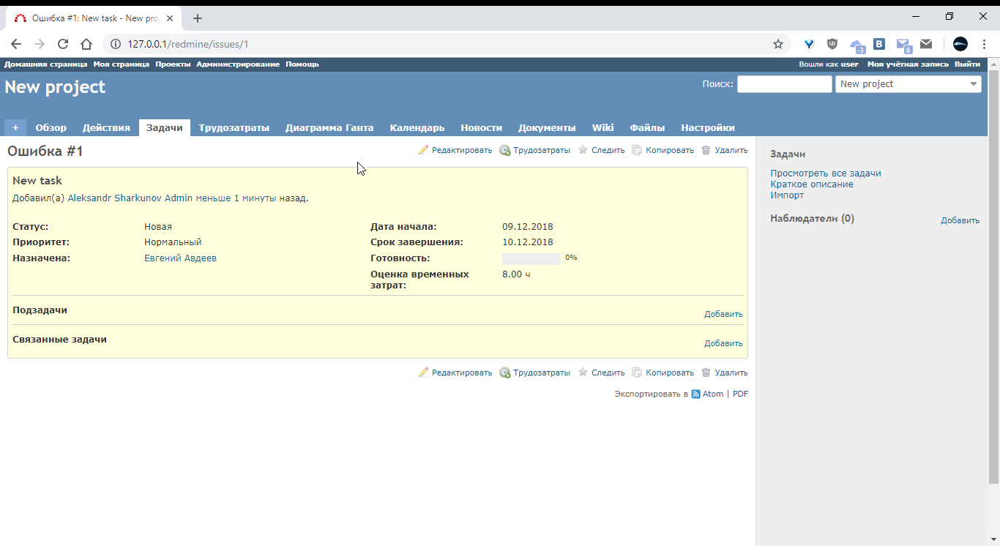 Ошибка #1: New task - New pro
127.0.0.1/redmine/issues/1
UD
-3
B
8
Домашняя страница Моя страница Проекты Администрирование Помощь
Вошли как user Моя учётная запись Выйти
New project
Поиск: New project
+ Обзор Действия Задачи Трудозатраты Диаграмма Ганта Календарь Новости Документы Wiki Файлы Настройки
Ошибка #1
Редактировать Трудозатраты Следить Копировать Удалить
New task
Добавил(а) Aleksandr Sharkunov Admin меньше 1 минуты назад.
Статус: Новая
Дата начала: 09.12.2018
Приоритет: Нормальный
Срок завершения: 10.12.2018
Назначена: Евгений Авдеев
Готовность: 0%
Оценка временных
затрат:
8.00 ч
Подзадачи
Добавить
Связанные задачи
Добавить
Редактировать Трудозатраты Следить Копировать Удалить
Экспортировать в Atom | PDF
Задачи
Просмотреть все задачи
Краткое описание
Импорт
Наблюдатели (0)
Добавить